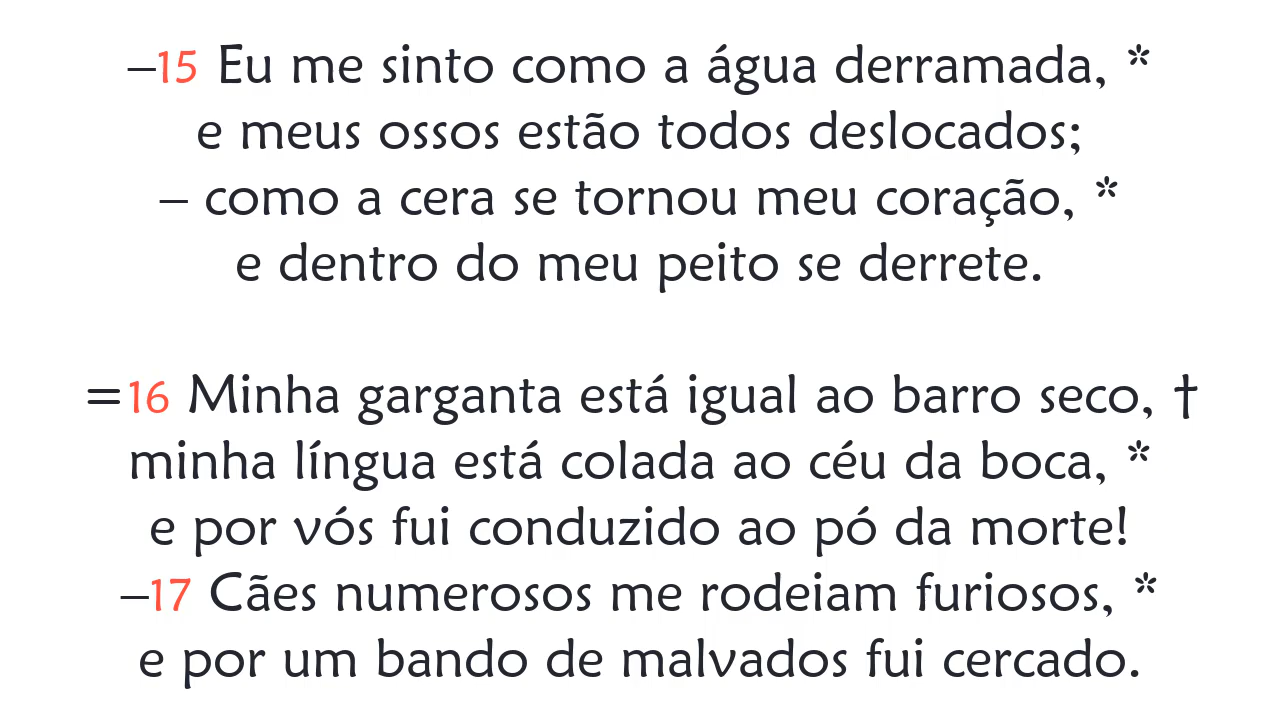 –15 Eu me sinto como a água derramada, *
e meus ossos estão todos deslocados;
– como a cera se tornou meu coração, *
e dentro do meu peito se derrete.
=16 Minha garganta está igual ao barro seco, †
minha língua está colada ao céu da boca, *
e por vós fui conduzido ao pó da morte!
–17 Cães numerosos me rodeiam furiosos, *
e por um bando de malvados fui cercado.